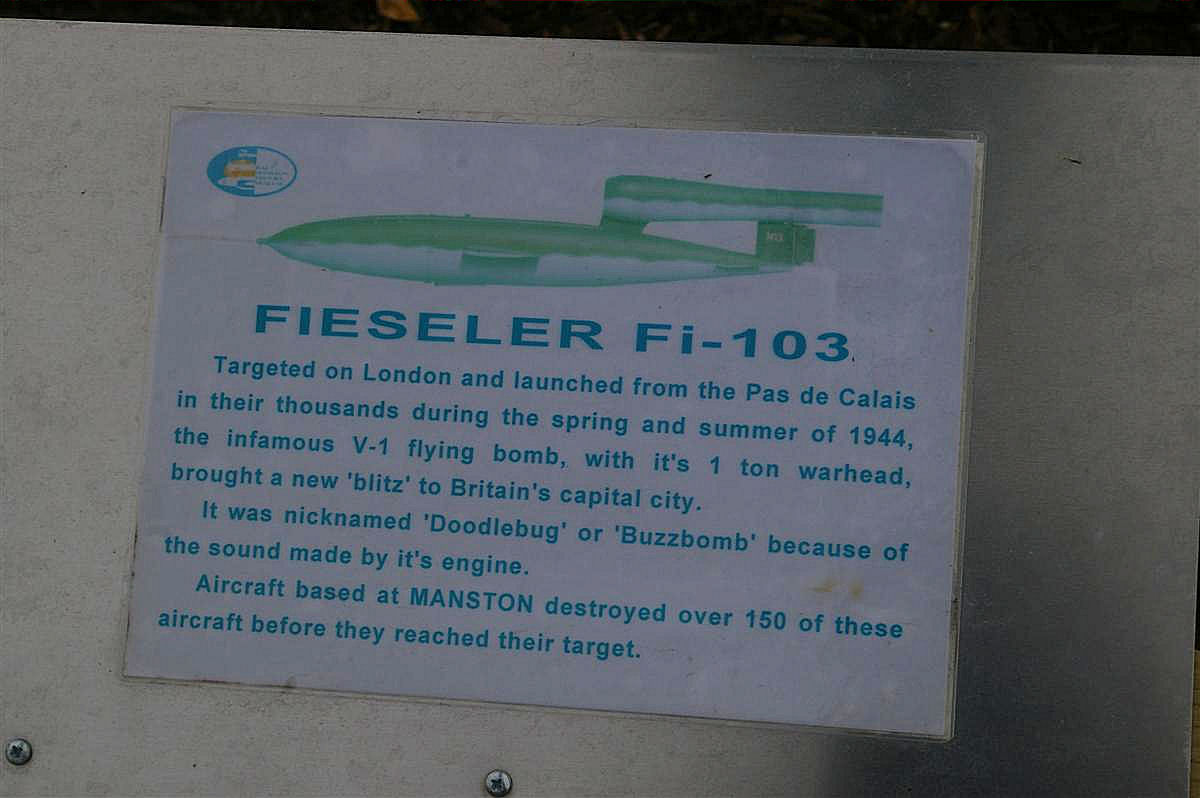 FIESELER Fi-103
Targeted on London and launched from the Pas de Calais
in their thousands during the spring and summer of 1944,
the infamous V-1 flying bomb, with it's 1 ton warhead,
brought a new 'blitz' to Britain's capital city.
It was nicknamed 'Doodlebug' or 'Buzzbomb' because of
the sound made by it's engine.
Aircraft based at MANSTON destroyed over 150 of these
aircraft before they reached their target.